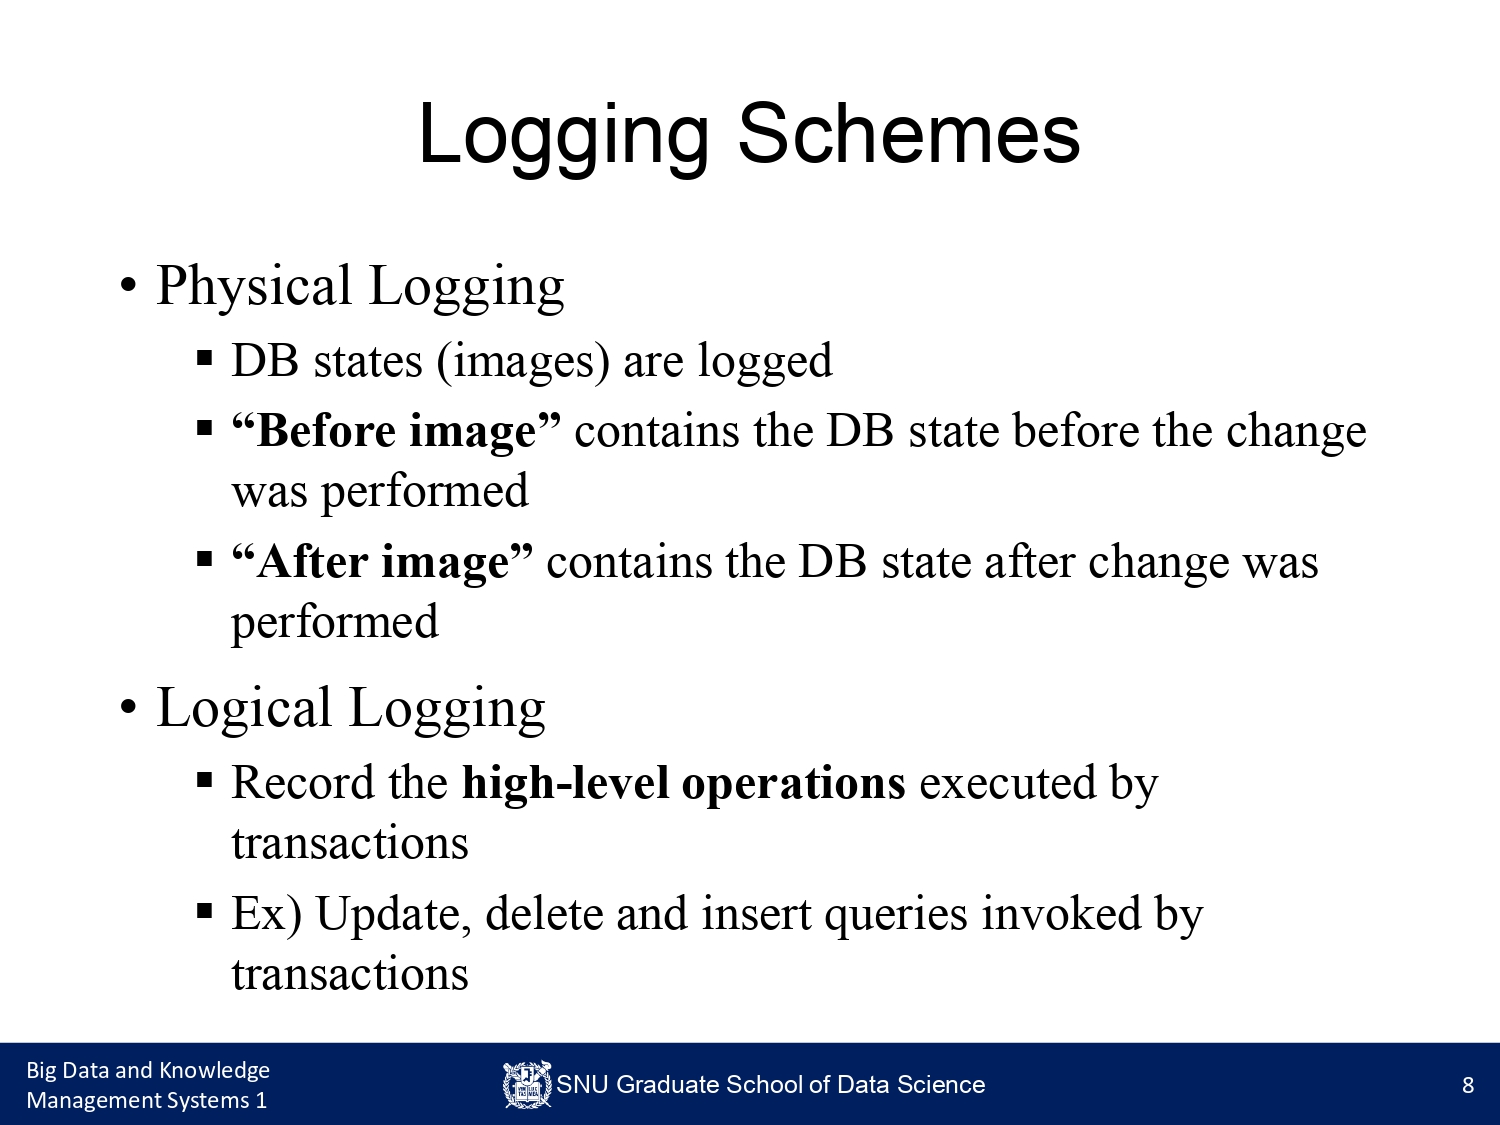 Logging Schemes
• Physical Logging
▪ DB states (images) are logged
▪ “Before image” contains the DB state before the change
was performed
▪ “After image” contains the DB state after change was
performed
• Logical Logging
▪ Record the high-level operations executed by
transactions
▪ Ex) Update, delete and insert queries invoked by
transactions
Big Data and Knowledge
Management Systems 1
SNU Graduate School of Data Science
8